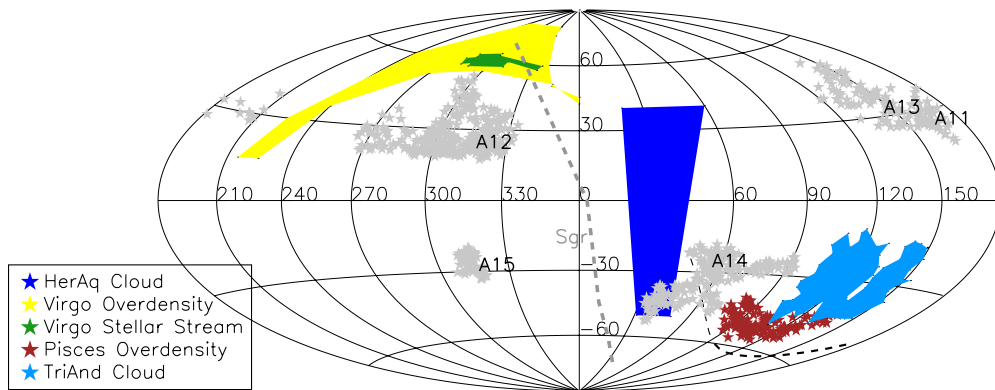 60
A13
A11
30
A12
210 240 270 300 330 0 60 90 120 150
Sgr
A15
-30
A14
-60
HerAq Cloud
Virgo Overdensity
Virgo Stellar Stream
Pisces Overdensity
TriAnd Cloud